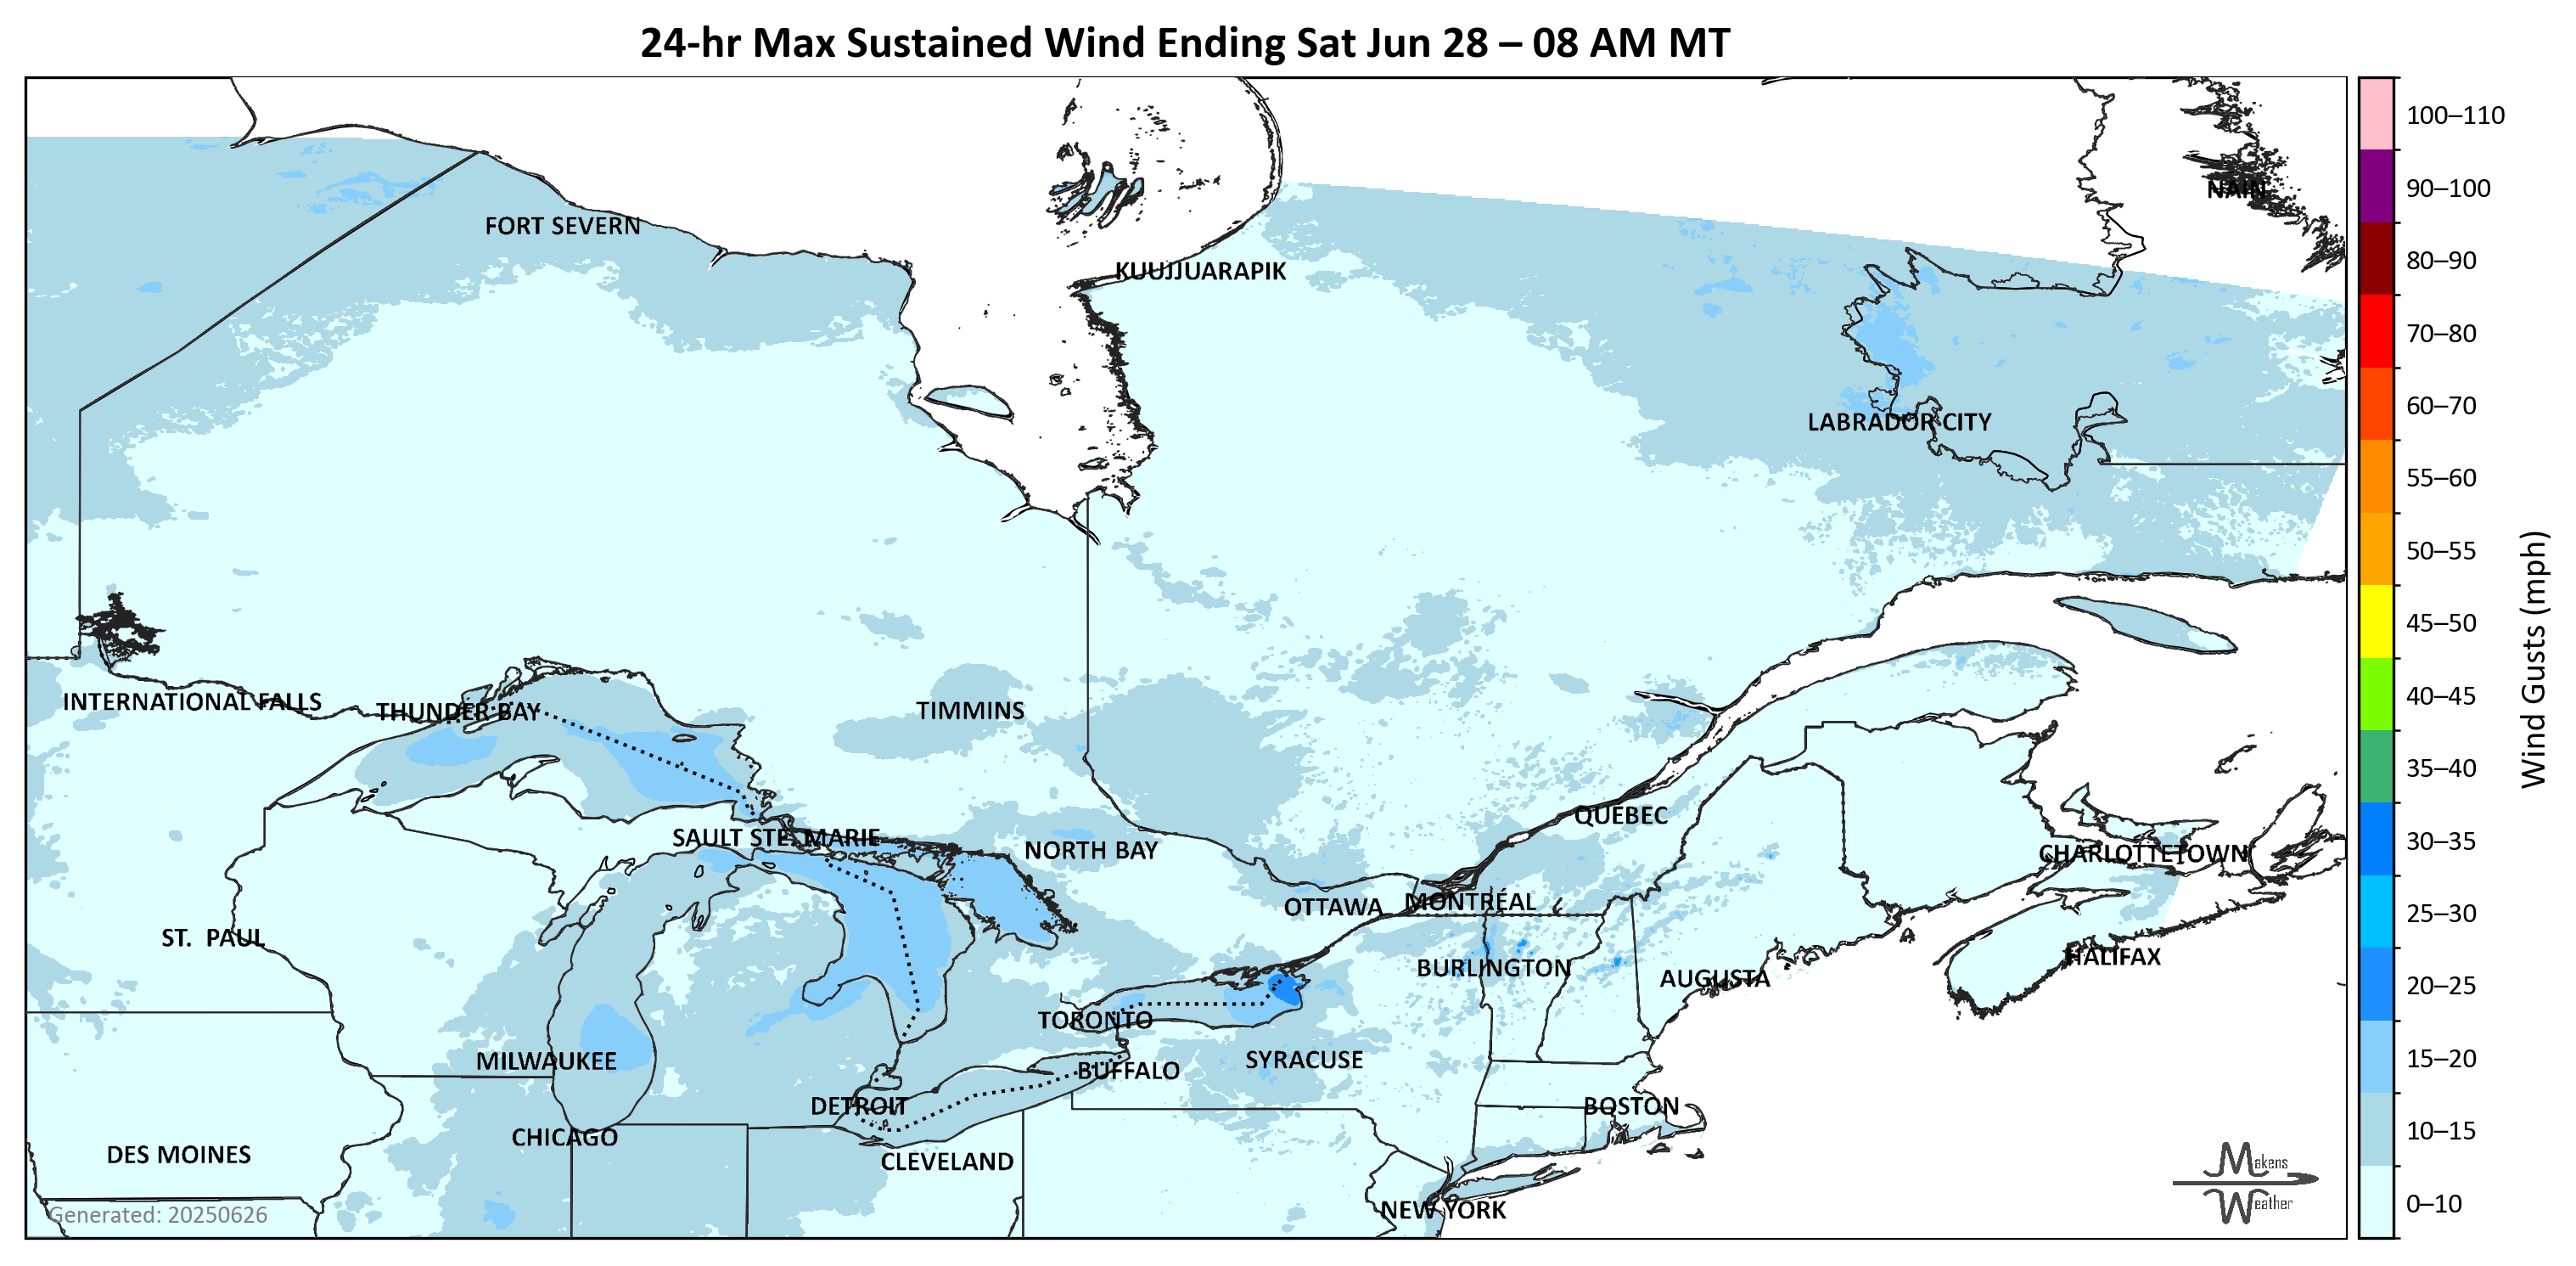 24-hr Max Sustained Wind Ending Sat Jun 28 – 08 AM MT
100–110
90–100
NAIN
FORT SEVERN
80–90
KUUJJUARAPIK
70–80
60–70
LABRADOR CITY
55–60
50–55
45–50
Wind Gusts (mph)
40–45
INTERNATIONAL FALLS
THUNDER BAY
TIMMINS
35–40
QUÉBEC
SAULT STE. MARIE
NORTH BAY
CHARLOTTETOWN
30–35
OTTAWA
MONTRÉAL
25–30
ST. PAUL
HALIFAX
BURLINGTON
AUGUSTA
20–25
TORONTO
MILWAUKEE
SYRACUSE
15–20
BUFFALO
DETROIT
BOSTON
CHICAGO
10–15
DES MOINES
CLEVELAND
Makens
Weather
0–10
NEW YORK
Generated: 20250626